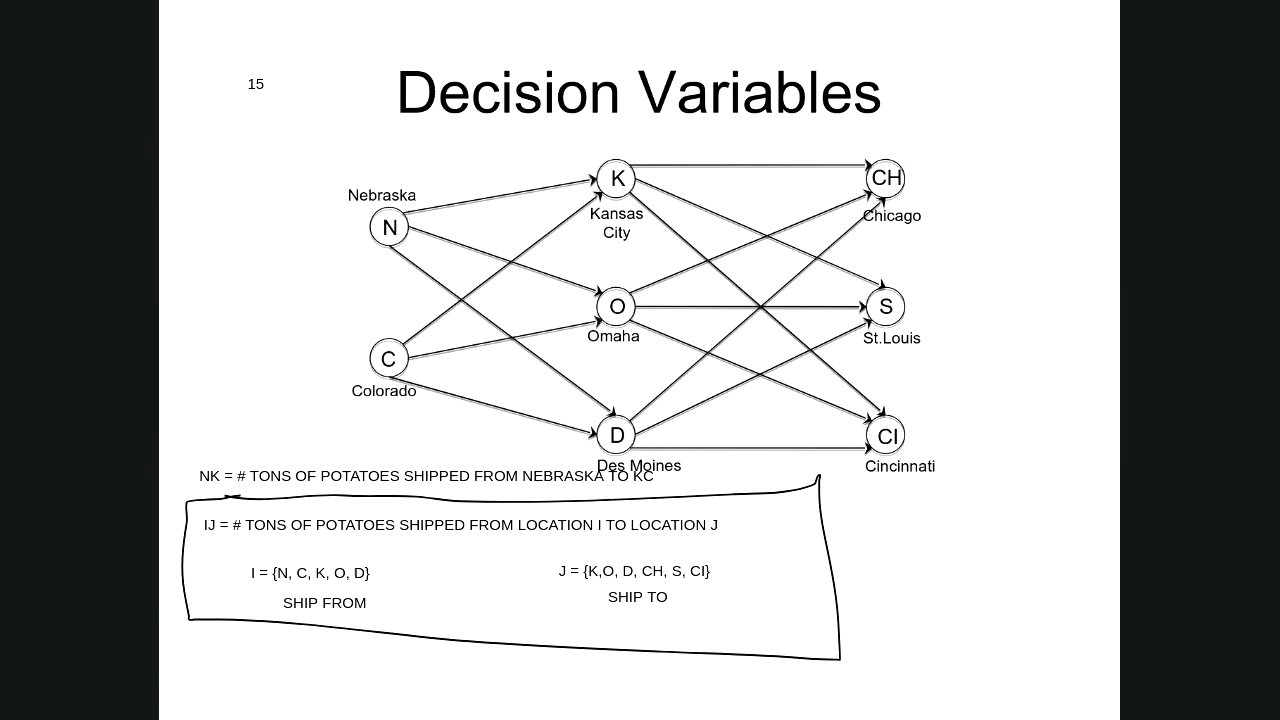 15
Decision Variables
Nebraska
N
K
Kansas
City
CH
Chicago
O
Omaha
S
St.Louis
C
Colorado
D
Des Moines
CI
Cincinnati
NK = # TONS OF POTATOES SHIPPED FROM NEBRASKA TO KC
IJ = # TONS OF POTATOES SHIPPED FROM LOCATION I TO LOCATION J
I = {N, C, K, O, D}
J = {K,O, D, CH, S, CI}
SHIP FROM
SHIP TO